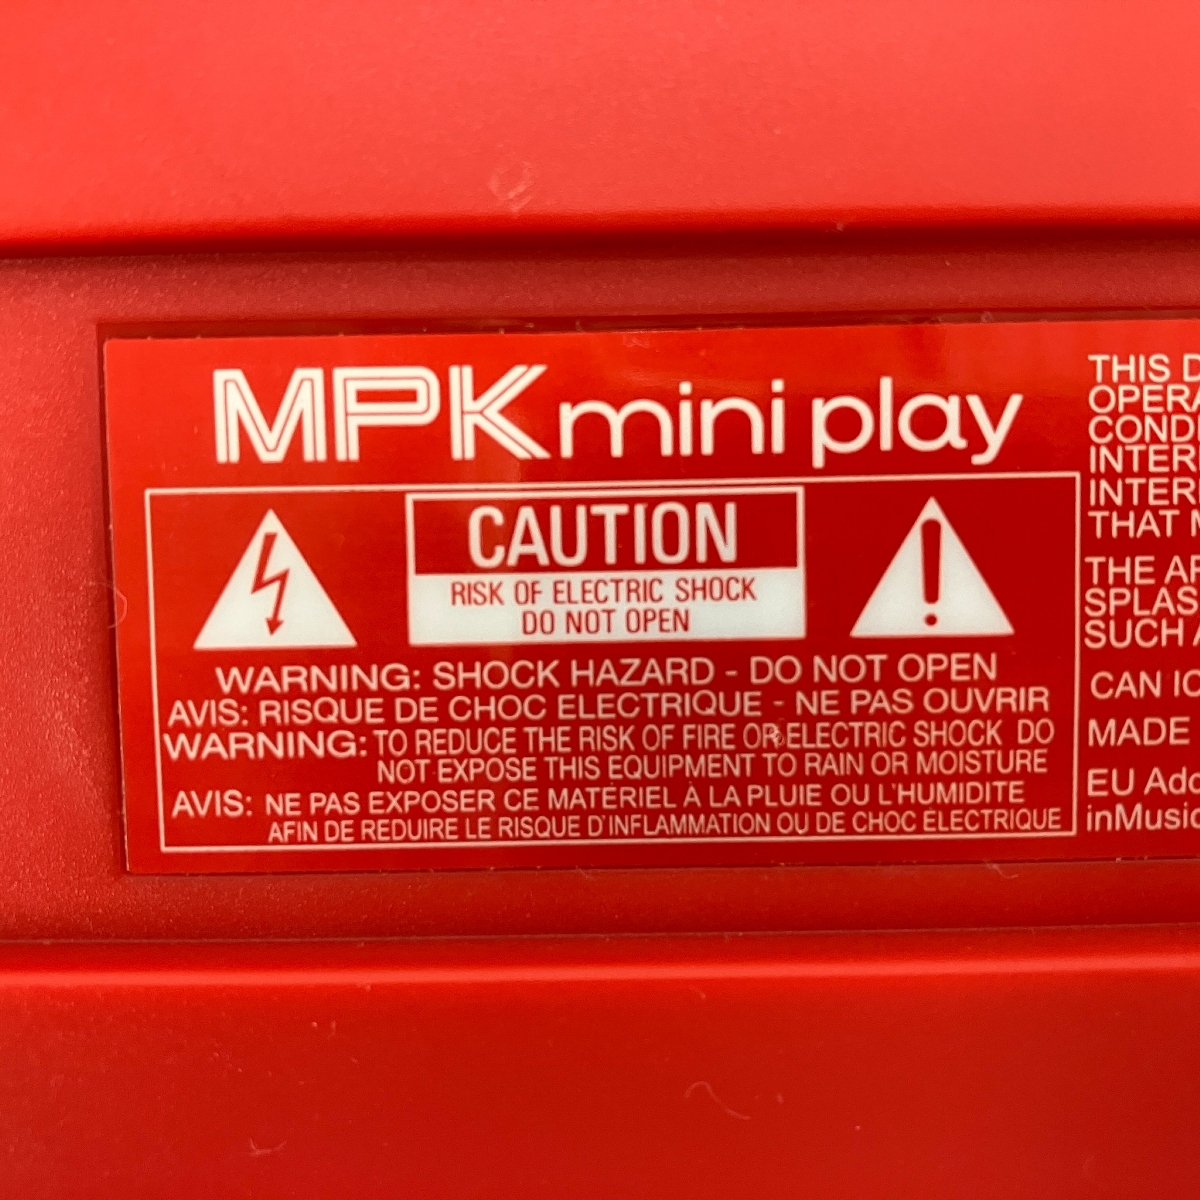 MPK mini play
CAUTION
RISK OF ELECTRIC SHOCK
DO NOT OPEN
WARNING: SHOCK HAZARD - DO NOT OPEN
AVIS: RISQUE DE CHOC ELECTRIQUE - NE PAS OUVRIR
WARNING: TO REDUCE THE RISK OF FIRE OR ELECTRIC SHOCK DO
NOT EXPOSE THIS EQUIPMENT TO RAIN OR MOISTURE
AVIS: NE PAS EXPOSER CE MATÉRIEL À LA PLUIE OU L'HUMIDITE
AFIN DE REDUIRE LE RISQUE D'INFLAMMATION OU DE CHOC ÉLECTRIQUE
THIS
THAT
THE
SUCH
CAN
MADE
EU